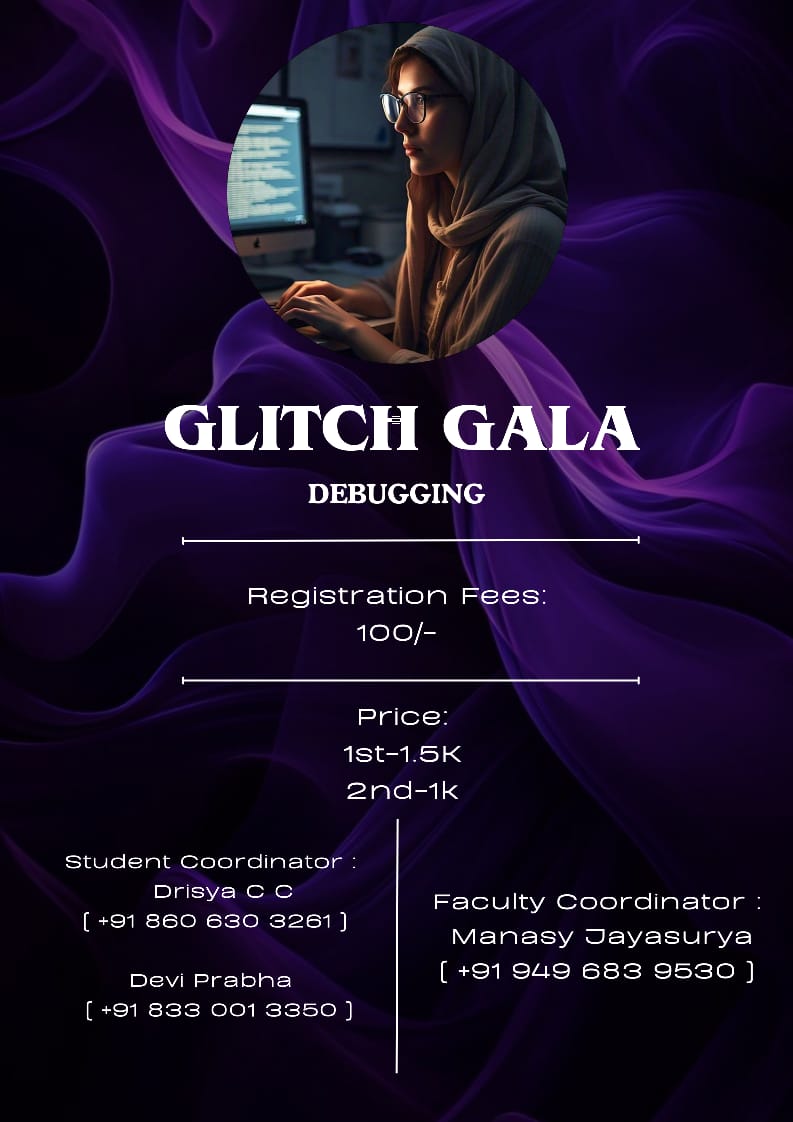 GLITCH GALA
DEBUGGING
Registration Fees:
100/-
Price:
1st-1.5K
2nd-1k
Student Coordinator :
Drisya C C
( +91 860 630 3261 )
Devi Prabha
( +91 833 001 3350 )
Faculty Coordinator :
Manasy Jayasurya
( +91 949 683 9530 )